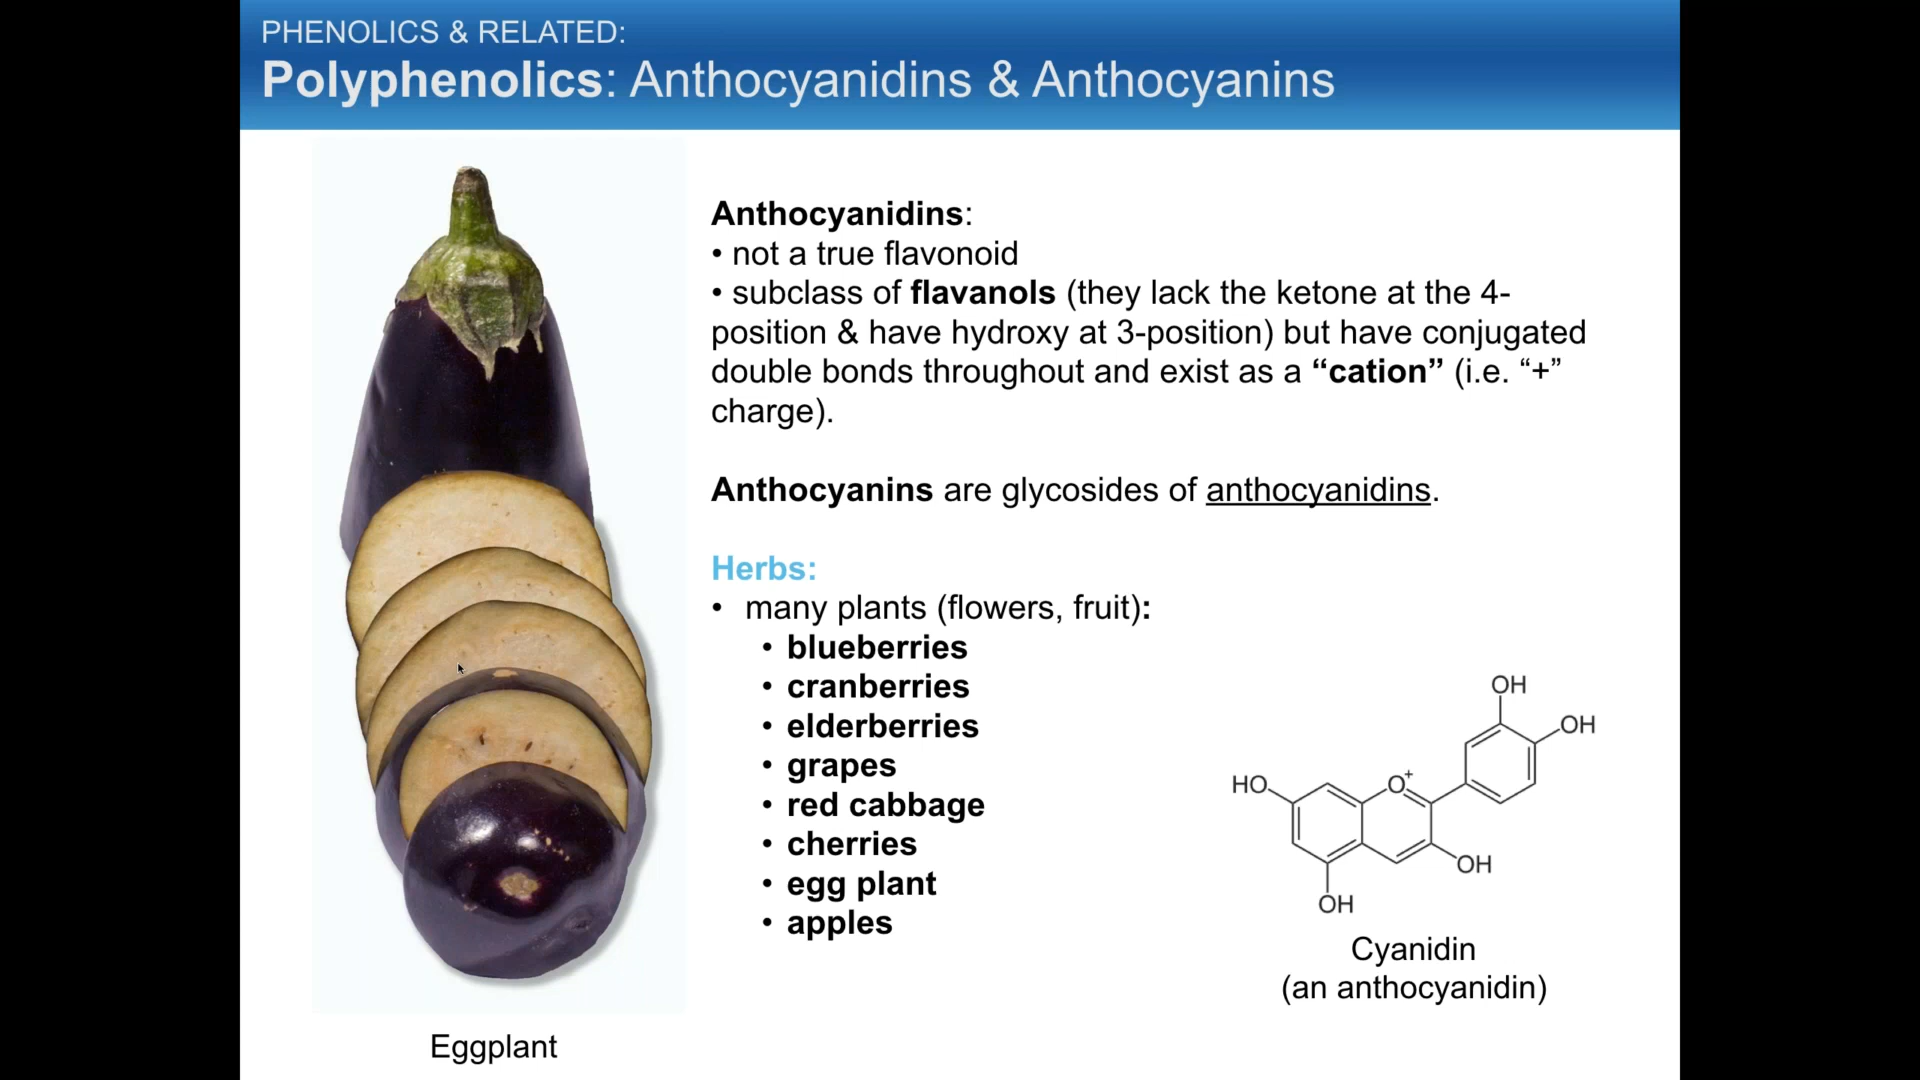 PHENOLICS & RELATED:
Polyphenolics: Anthocyanidins & Anthocyanins
Anthocyanidins:
• not a true flavonoid
• subclass of flavanols (they lack the ketone at the 4-
position & have hydroxy at 3-position) but have conjugated
double bonds throughout and exist as a “cation” (i.e. “+”
charge).
Anthocyanins are glycosides of anthocyanidins.
Herbs:
• many plants (flowers, fruit):
• blueberries
• cranberries
• elderberries
• grapes
• red cabbage
• cherries
• egg plant
• apples
OH
OH
HO
O+
OH
OH
Cyanidin
(an anthocyanidin)
Eggplant